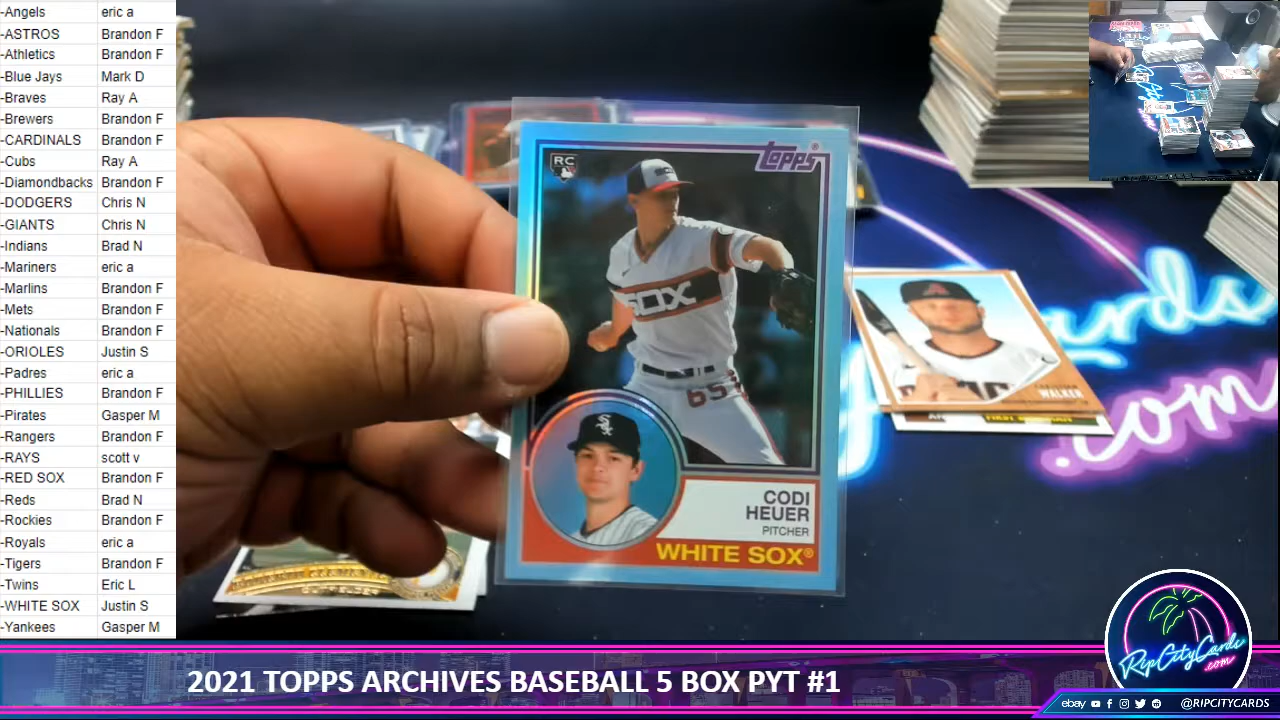 -Angels eric a
-ASTROS Brandon F
-Athletics Brandon F
-Blue Jays Mark D
-Braves Ray A
-Brewers Brandon F
-CARDINALS Brandon F
-Cubs Ray A
-Diamondbacks Brandon F
-DODGERS Chris N
-GIANTS Chris N
-Indians Brad N
-Mariners eric a
-Marlins Brandon F
-Mets Brandon F
-Nationals Brandon F
-ORIOLES Justin S
-Padres eric a
-PHILLIES Brandon F
-Pirates Gasper M
-Rangers Brandon F
-RAYS scott v
-RED SOX Brandon F
-Reds Brad N
-Rockies Brandon F
-Royals eric a
-Tigers Brandon F
-Twins Eric L
-WHITE SOX Justin S
-Yankees Gasper M
RC
topps®
SOX
65
CODI
HEUER
PITCHER
WHITE SOX®
WALKER
ards
.com
RipCityCards
.com
2021 TOPPS ARCHIVES BASEBALL 5 BOX PYT #1
ebay @RIPCITYCARDS